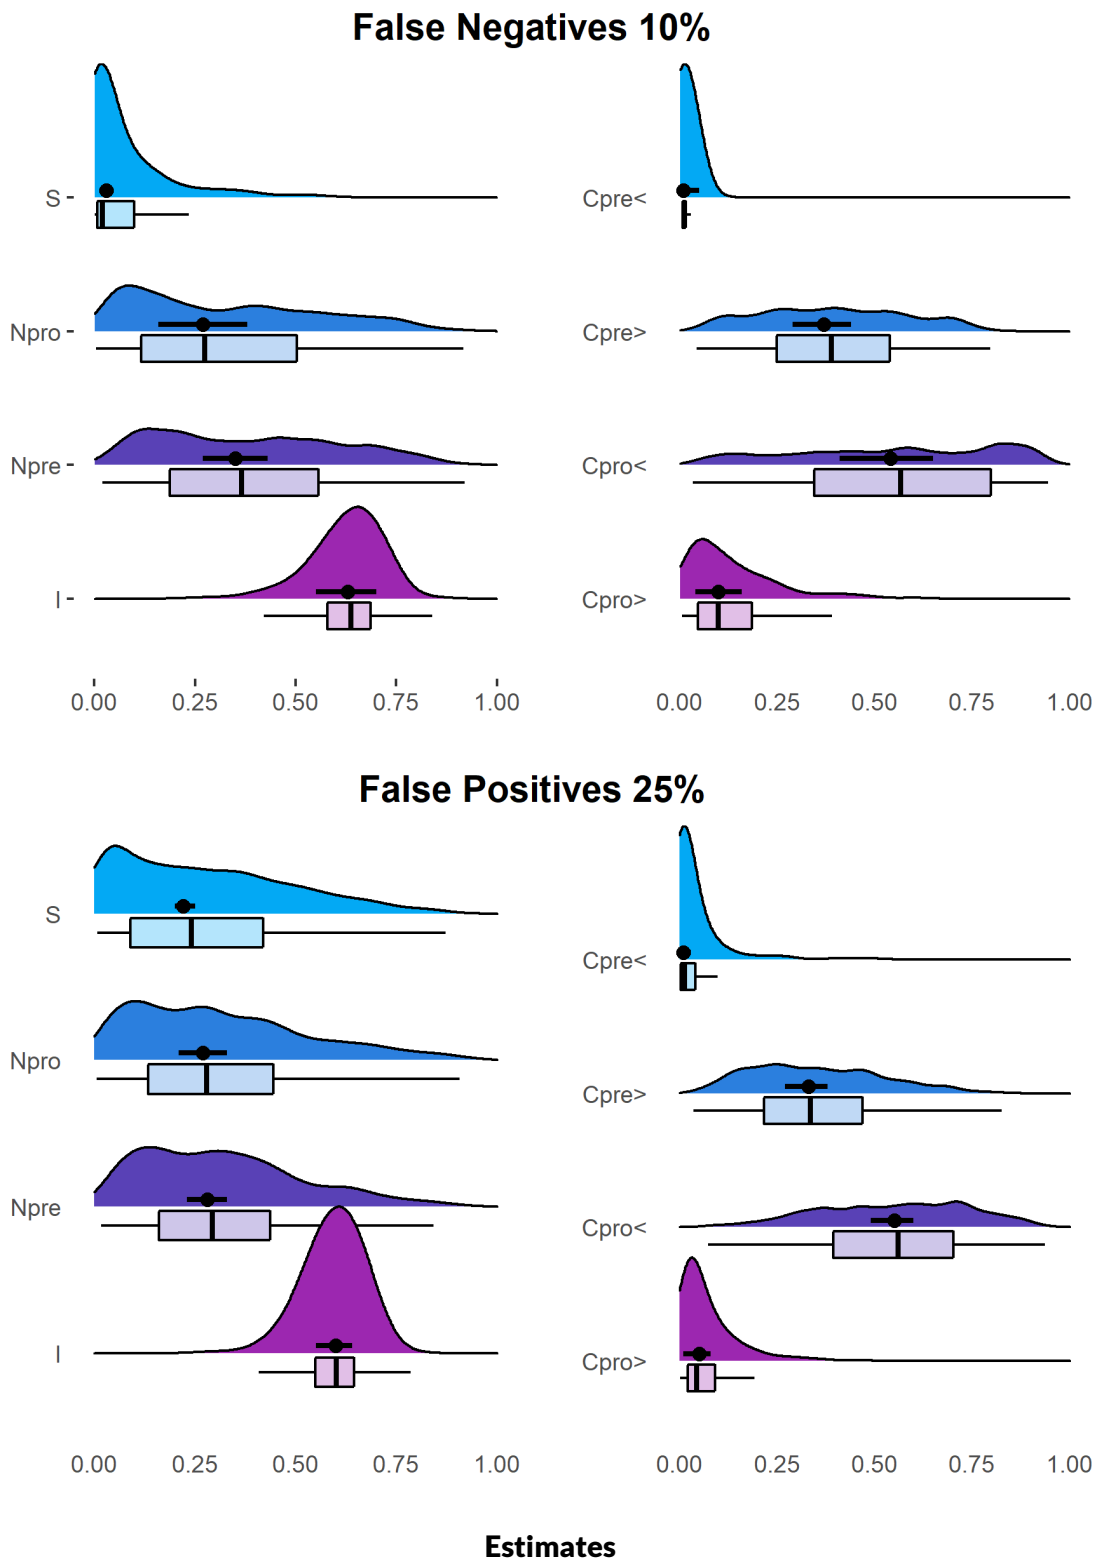 False Negatives 10%
S
Npro
Npre
I
0.00 0.25 0.50 0.75 1.00
Cpre<
Cpre>
Cpro<
Cpro>
0.00 0.25 0.50 0.75 1.00
False Positives 25%
S
Npro
Npre
I
0.00 0.25 0.50 0.75 1.00
Cpre<
Cpre>
Cpro<
Cpro>
0.00 0.25 0.50 0.75 1.00
Estimates